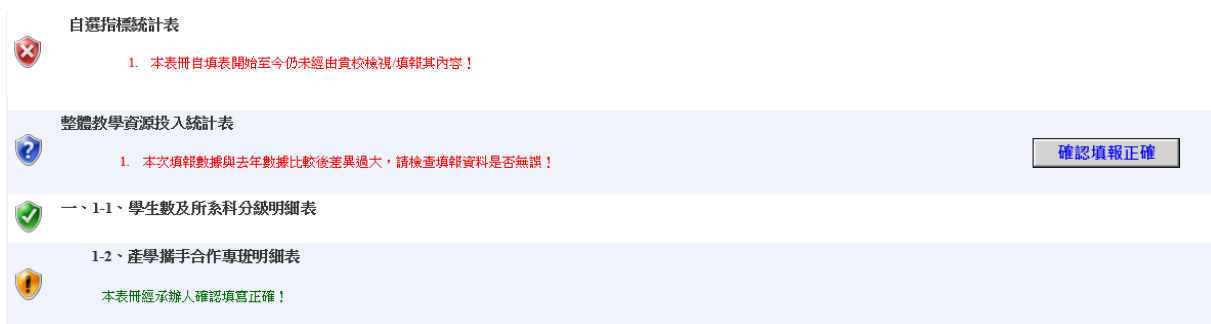 自選指標統計表
1. 本表冊自填表開始至今仍未經由貴校檢視/填報其內容！
整體教學資源投入統計表
1. 本次填報數據與去年數據比較後差異過大，請檢查填報資料是否無誤！
確認填報正確
一、1-1、學生數及所系科分級明細表
1-2、產學攜手合作專班明細表
本表冊經承辦人確認填寫正確！